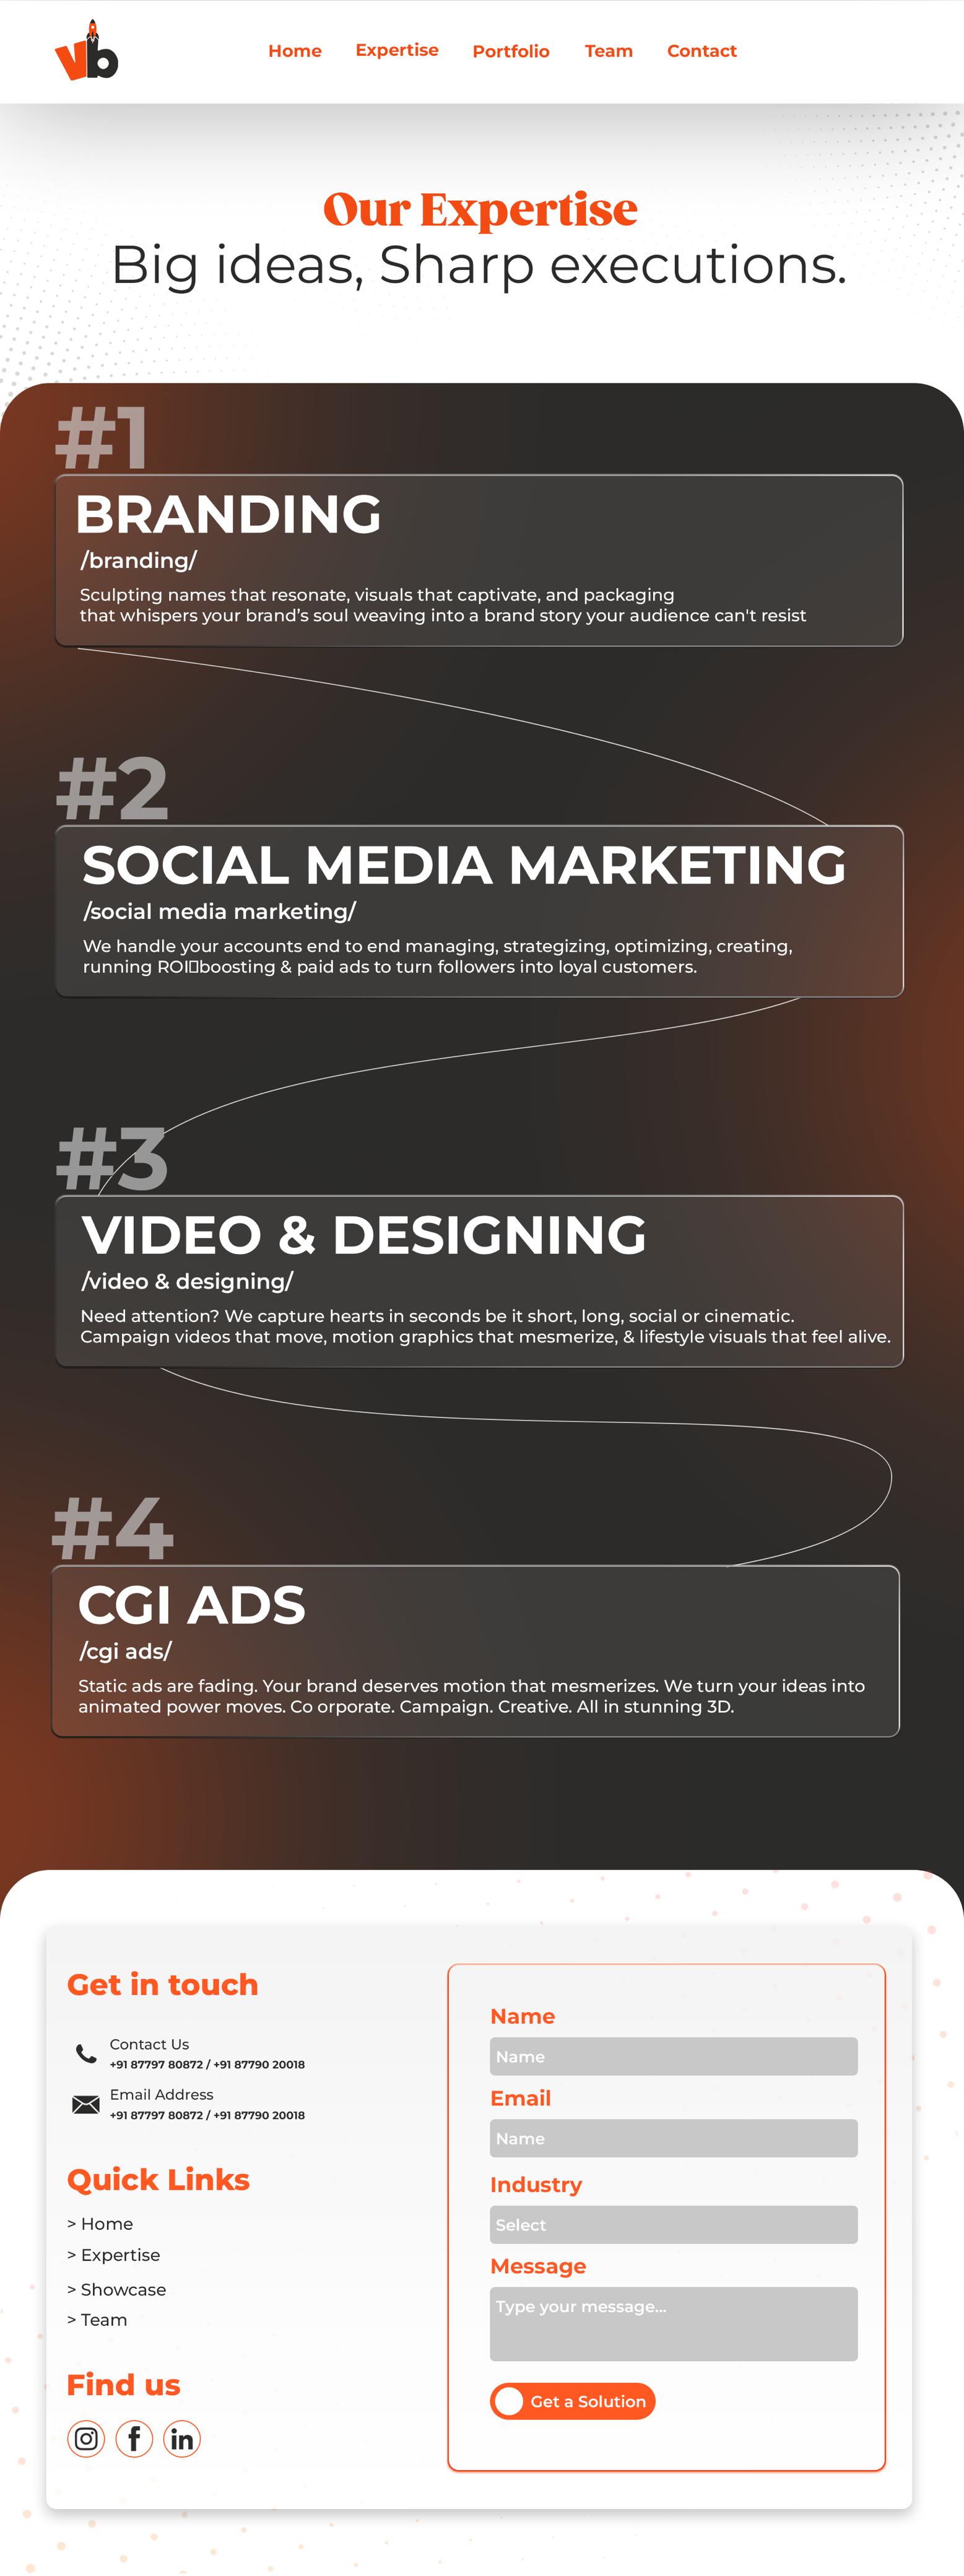 vb
Home Expertise Portfolio Team Contact
Our Expertise
Big ideas, Sharp executions.
#1
BRANDING
/branding/
Sculpting names that resonate, visuals that captivate, and packaging
that whispers your brand’s soul weaving into a brand story your audience can't resist
#2
SOCIAL MEDIA MARKETING
/social media marketing/
We handle your accounts end to end managing, strategizing, optimizing, creating,
running ROI▯boosting & paid ads to turn followers into loyal customers.
#3
VIDEO & DESIGNING
/video & designing/
Need attention? We capture hearts in seconds be it short, long, social or cinematic.
Campaign videos that move, motion graphics that mesmerize, & lifestyle visuals that feel alive.
#4
CGI ADS
/cgi ads/
Static ads are fading. Your brand deserves motion that mesmerizes. We turn your ideas into
animated power moves. Co orporate. Campaign. Creative. All in stunning 3D.
Get in touch
Contact Us
+91 87797 80872 / +91 87790 20018
Email Address
+91 87797 80872 / +91 87790 20018
Quick Links
> Home
> Expertise
> Showcase
> Team
Find us
f in
Name
Name
Email
Name
Industry
Select
Message
Type your message...
Get a Solution